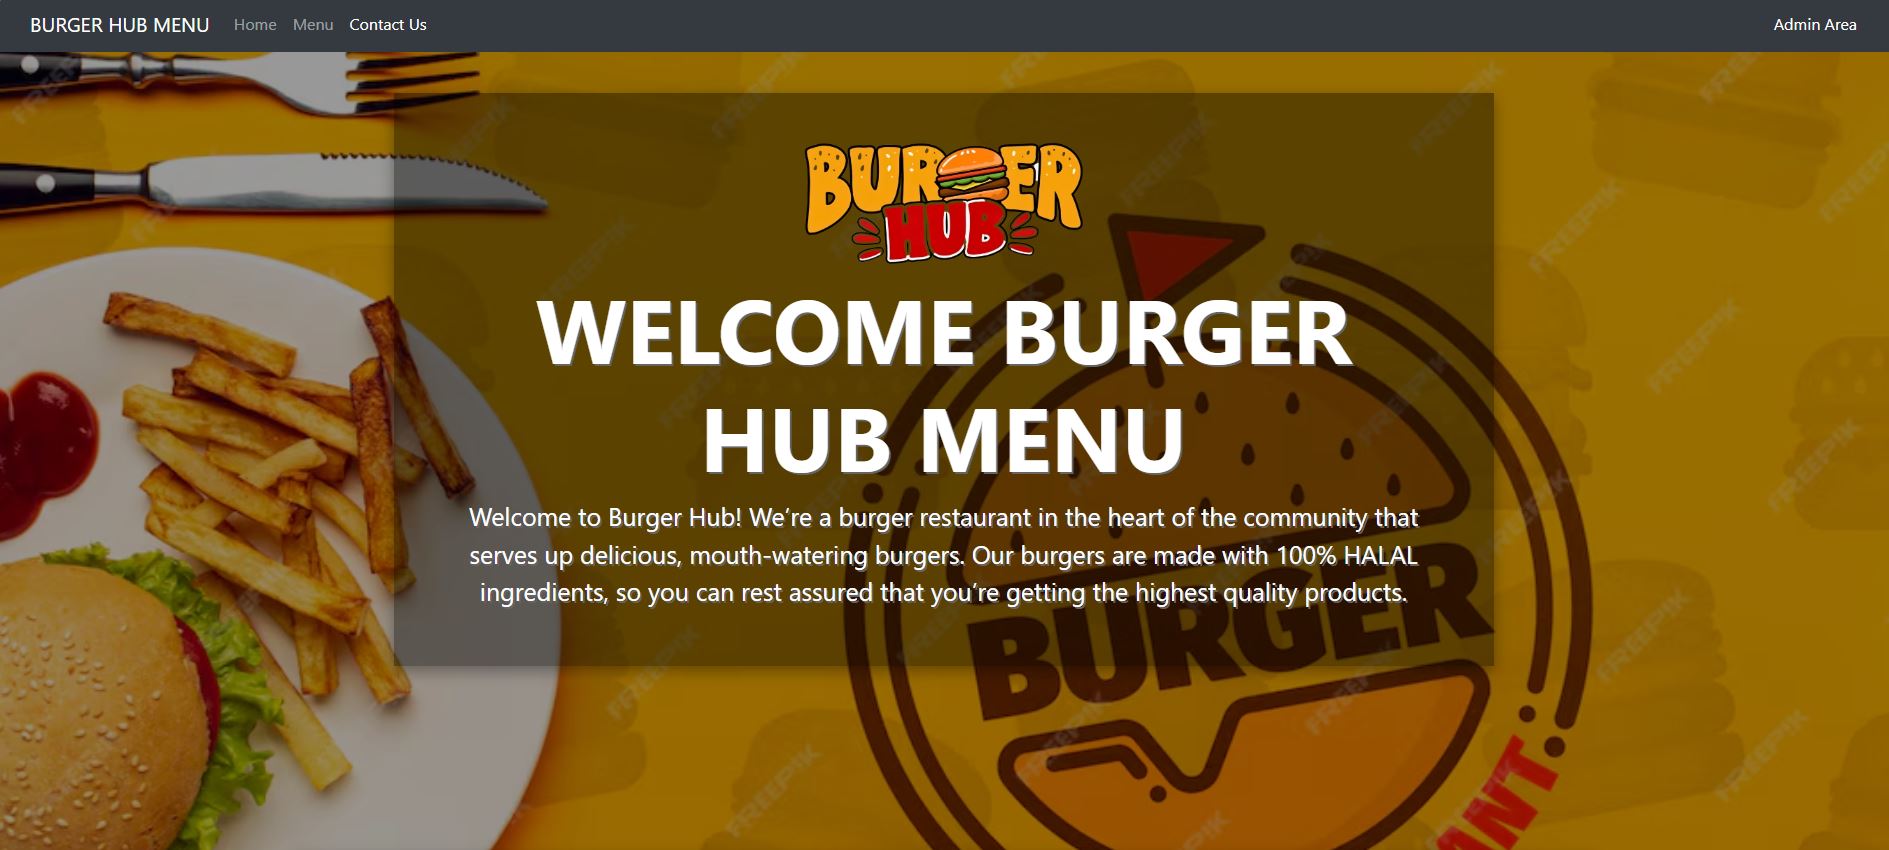 BURGER HUB MENU Home Menu Contact Us Admin Area
BURGER
HUB
WELCOME BURGER
HUB MENU
Welcome to Burger Hub! We’re a burger restaurant in the heart of the community that
serves up delicious, mouth-watering burgers. Our burgers are made with 100% HALAL
ingredients, so you can rest assured that you’re getting the highest quality products.
BURGER
ANT
FREEPIK